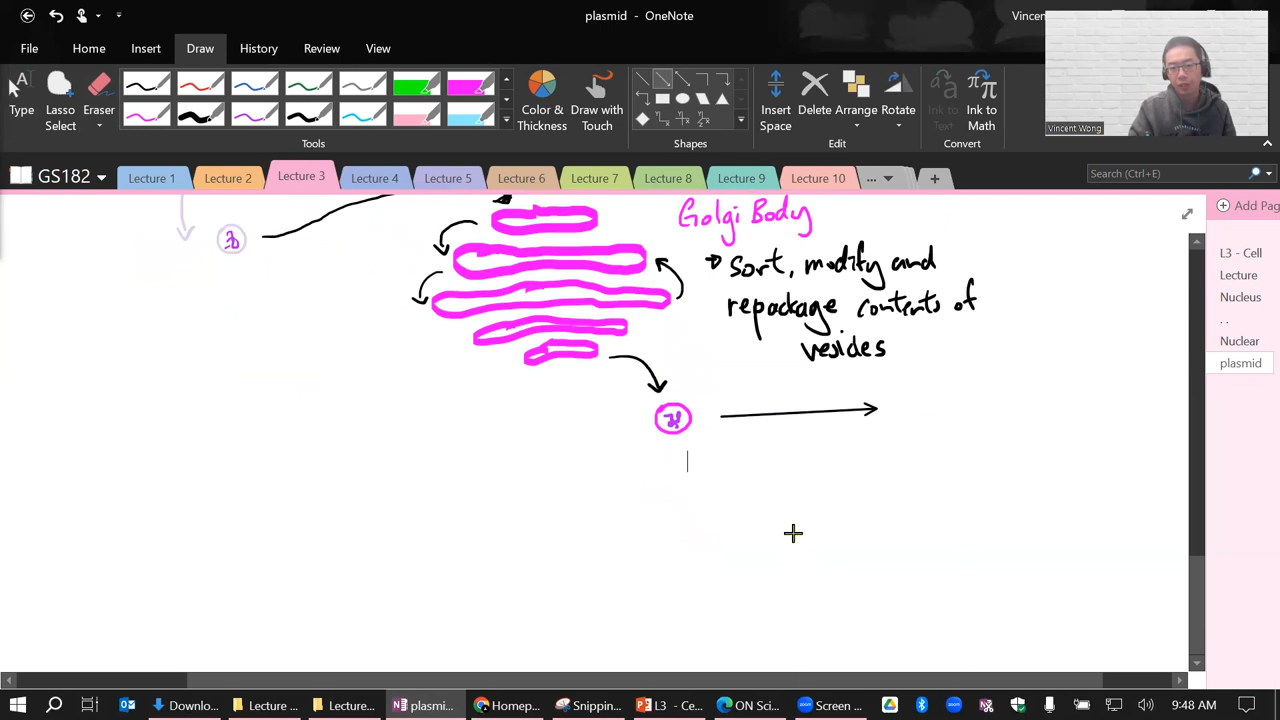 plasmid - OneNote
Vincen
File
Home
Insert
Draw
History
Review
View
Type
Lasso
Select
Eraser
Color &
Thickness
Draw with
Touch
Insert
Space
Delete
Arrange
Rotate
Ink to
Text
Ink to
Math
Tools
Shapes
Edit
Convert
Vincent Wong
GS182
Lecture 1
Lecture 2
Lecture 3
Lecture 4
Lecture 5
Lecture 6
Lecture 7
Lecture 8
Lecture 9
Lecture 10
...
Search (Ctrl+E)
Add Pag
L3 - Cell
Lecture
Nucleus
. .
Nuclear
plasmid
Golgi Body
Sort, modify and
repackage contents of
vesicles
Downlo...
Lecture ...
Lecture...
Plasmid...
Homep...
Snippin...
L3 - Ce...
ON Sci...
Screen ...
9:48 AM